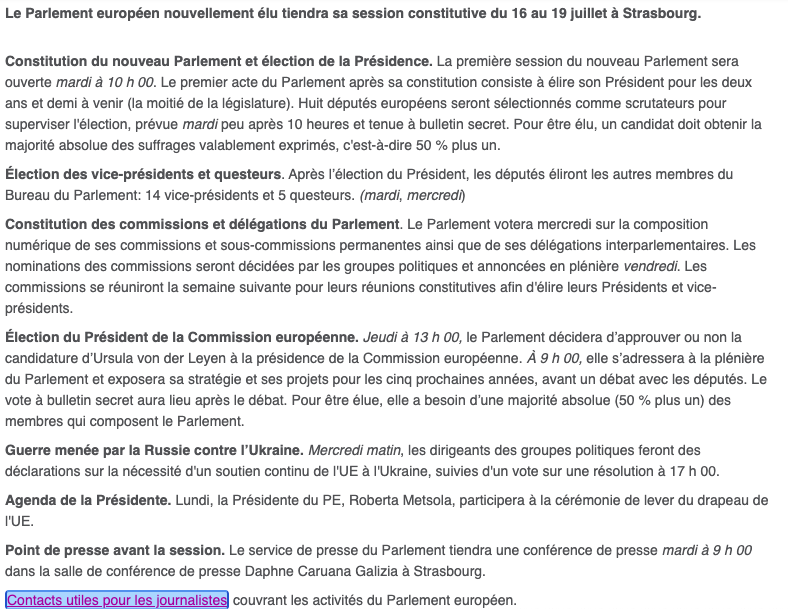 Le Parlement européen nouvellement élu tiendra sa session constitutive du 16 au 19 juillet à Strasbourg.
Constitution du nouveau Parlement et élection de la Présidence. La première session du nouveau Parlement sera
ouverte mardi à 10 h 00. Le premier acte du Parlement après sa constitution consiste à élire son Président pour les deux
ans et demi à venir (la moitié de la législature). Huit députés européens seront sélectionnés comme scrutateurs pour
superviser l'élection, prévue mardi peu après 10 heures et tenue à bulletin secret. Pour être élu, un candidat doit obtenir la
majorité absolue des suffrages valablement exprimés, c'est-à-dire 50 % plus un.
Élection des vice-présidents et questeurs. Après l’élection du Président, les députés éliront les autres membres du
Bureau du Parlement: 14 vice-présidents et 5 questeurs. (mardi, mercredi)
Constitution des commissions et délégations du Parlement. Le Parlement votera mercredi sur la composition
numérique de ses commissions et sous-commissions permanentes ainsi que de ses délégations interparlementaires. Les
nominations des commissions seront décidées par les groupes politiques et annoncées en plénière vendredi. Les
commissions se réuniront la semaine suivante pour leurs réunions constitutives afin d'élire leurs Présidents et vice-
présidents.
Élection du Président de la Commission européenne. Jeudi à 13 h 00, le Parlement décidera d’approuver ou non la
candidature d’Ursula von der Leyen à la présidence de la Commission européenne. À 9 h 00, elle s’adressera à la plénière
du Parlement et exposera sa stratégie et ses projets pour les cinq prochaines années, avant un débat avec les députés. Le
vote à bulletin secret aura lieu après le débat. Pour être élue, elle a besoin d’une majorité absolue (50 % plus un) des
membres qui composent le Parlement.
Guerre menée par la Russie contre l’Ukraine. Mercredi matin, les dirigeants des groupes politiques feront des
déclarations sur la nécessité d'un soutien continu de l'UE à l'Ukraine, suivies d'un vote sur une résolution à 17 h 00.
Agenda de la Présidente. Lundi, la Présidente du PE, Roberta Metsola, participera à la cérémonie de lever du drapeau de
l'UE.
Point de presse avant la session. Le service de presse du Parlement tiendra une conférence de presse mardi à 9 h 00
dans la salle de conférence de presse Daphne Caruana Galizia à Strasbourg.
Contacts utiles pour les journalistes couvrant les activités du Parlement européen.